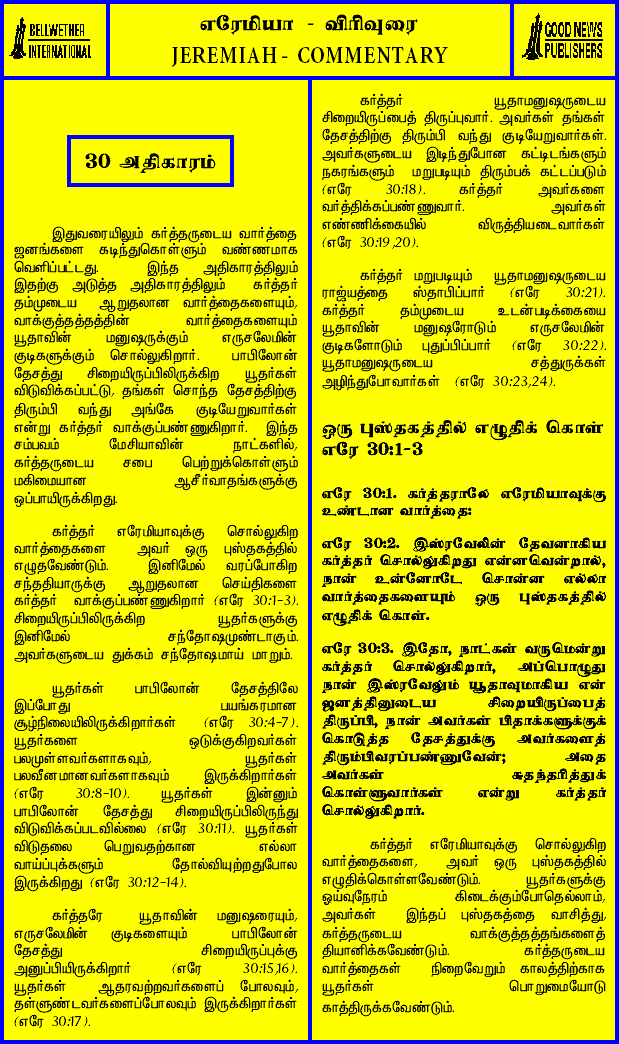 BELLWETHER
INTERNATIONAL
எரேமியா - விரிவுரை
JEREMIAH - COMMENTARY
GOOD NEWS
PUBLISHERS
30 அதிகாரம்
இதுவரையிலும் கர்த்தருடைய வார்த்தை
ஜனங்களை கடிந்துகொள்ளும் வண்ணமாக
வெளிப்பட்டது. இந்த அதிகாரத்திலும்
இதற்கு அடுத்த அதிகாரத்திலும் கர்த்தர்
தம்முடைய ஆறுதலான வார்த்தைகளையும்,
வாக்குத்தத்தத்தின் வார்த்தைகளையும்
யூதாவின் மனுஷருக்கும் எருசலேமின்
குடிகளுக்கும் சொல்லுகிறார். பாபிலோன்
தேசத்து சிறையிருப்பிலிருக்கிற யூதர்கள்
விடுவிக்கப்பட்டு, தங்கள் சொந்த தேசத்திற்கு
திரும்பி வந்து அங்கே குடியேறுவார்கள்
என்று கர்த்தர் வாக்குப்பண்ணுகிறார். இந்த
சம்பவம் மேசியாவின் நாட்களில்,
கர்த்தருடைய சபை பெற்றுக்கொள்ளும்
மகிமையான ஆசீர்வாதங்களுக்கு
ஒப்பாயிருக்கிறது.
கர்த்தர் எரேமியாவுக்கு சொல்லுகிற
வார்த்தைகளை அவர் ஒரு புஸ்தகத்தில்
எழுதவேண்டும். இனிமேல் வரப்போகிற
சந்ததியாருக்கு ஆறுதலான செய்திகளை
கர்த்தர் வாக்குப்பண்ணுகிறார் (எரே 30:1-3).
சிறையிருப்பிலிருக்கிற யூதர்களுக்கு
இனிமேல் சந்தோஷமுண்டாகும்.
அவர்களுடைய துக்கம் சந்தோஷமாய் மாறும்.
யூதர்கள் பாபிலோன் தேசத்திலே
இப்போது பயங்கரமான
சூழ்நிலையிலிருக்கிறார்கள் (எரே 30:4-7).
யூதர்களை ஒடுக்குகிறவர்கள்
பலமுள்ளவர்களாகவும், யூதர்கள்
பலவீனமானவர்களாகவும் இருக்கிறார்கள்
(எரே 30:8-10). யூதர்கள் இன்னும்
பாபிலோன் தேசத்து சிறையிருப்பிலிருந்து
விடுவிக்கப்படவில்லை (எரே 30:11). யூதர்கள்
விடுதலை பெறுவதற்கான எல்லா
வாய்ப்புக்களும் தோல்வியுற்றதுபோல
இருக்கிறது (எரே 30:12-14).
கர்த்தரே யூதாவின் மனுஷரையும்,
எருசலேமின் குடிகளையும் பாபிலோன்
தேசத்து சிறையிருப்புக்கு
அனுப்பியிருக்கிறார் (எரே 30:15,16).
யூதர்கள் ஆதரவற்றவர்களைப் போலவும்,
தள்ளுண்டவர்களைப்போலவும் இருக்கிறார்கள்
(எரே 30:17).
கர்த்தர் யூதாமனுஷருடைய
சிறையிருப்பைத் திருப்புவார். அவர்கள் தங்கள்
தேசத்திற்கு திரும்பி வந்து குடியேறுவார்கள்.
அவர்களுடைய இடிந்துபோன கட்டிடங்களும்
நகரங்களும் மறுபடியும் திரும்பக் கட்டப்படும்
(எரே 30:18). கர்த்தர் அவர்களை
வர்த்திக்கப்பண்ணுவார். அவர்கள்
எண்ணிக்கையில் விருத்தியடைவார்கள்
(எரே 30:19,20).
கர்த்தர் மறுபடியும் யூதாமனுஷருடைய
ராஜ்யத்தை ஸ்தாபிப்பார் (எரே 30:21).
கர்த்தர் தம்முடைய உடன்படிக்கையை
யூதாவின் மனுஷரோடும் எருசலேமின்
குடிகளோடும் புதுப்பிப்பார் (எரே 30:22).
யூதாமனுஷருடைய சத்துருக்கள்
அழிந்துபோவார்கள் (எரே 30:23,24).
ஒரு புஸ்தகத்தில் எழுதிக் கொள்
எரே 30:1-3
எரே 30:1. கர்த்தராலே எரேமியாவுக்கு
உண்டான வார்த்தை:
எரே 30:2. இஸ்ரவேலின் தேவனாகிய
கர்த்தர் சொல்லுகிறது என்னவென்றால்,
நான் உன்னோடே சொன்ன எல்லா
வார்த்தைகளையும் ஒரு புஸ்தகத்தில்
எழுதிக் கொள்.
எரே 30:3. இதோ, நாட்கள் வருமென்று
கர்த்தர் சொல்லுகிறார், அப்பொழுது
நான் இஸ்ரவேலும் யூதாவுமாகிய என்
ஜனத்தினுடைய சிறையிருப்பைத்
திருப்பி, நான் அவர்கள் பிதாக்களுக்குக்
கொடுத்த தேசத்துக்கு அவர்களைத்
திரும்பிவரப்பண்ணுவேன்; அதை
அவர்கள் சுதந்தரித்துக்
கொள்ளுவார்கள் என்று கர்த்தர்
சொல்லுகிறார்.
கர்த்தர் எரேமியாவுக்கு சொல்லுகிற
வார்த்தைகளை, அவர் ஒரு புஸ்தகத்தில்
எழுதிக்கொள்ளவேண்டும். யூதர்களுக்கு
ஓய்வுநேரம் கிடைக்கும்போதெல்லாம்,
அவர்கள் இந்தப் புஸ்தகத்தை வாசித்து,
கர்த்தருடைய வாக்குத்தத்தங்களைத்
தியானிக்கவேண்டும். கர்த்தருடைய
வார்த்தைகள் நிறைவேறும் காலத்திற்காக
யூதர்கள் பொறுமையோடு
காத்திருக்கவேண்டும்.